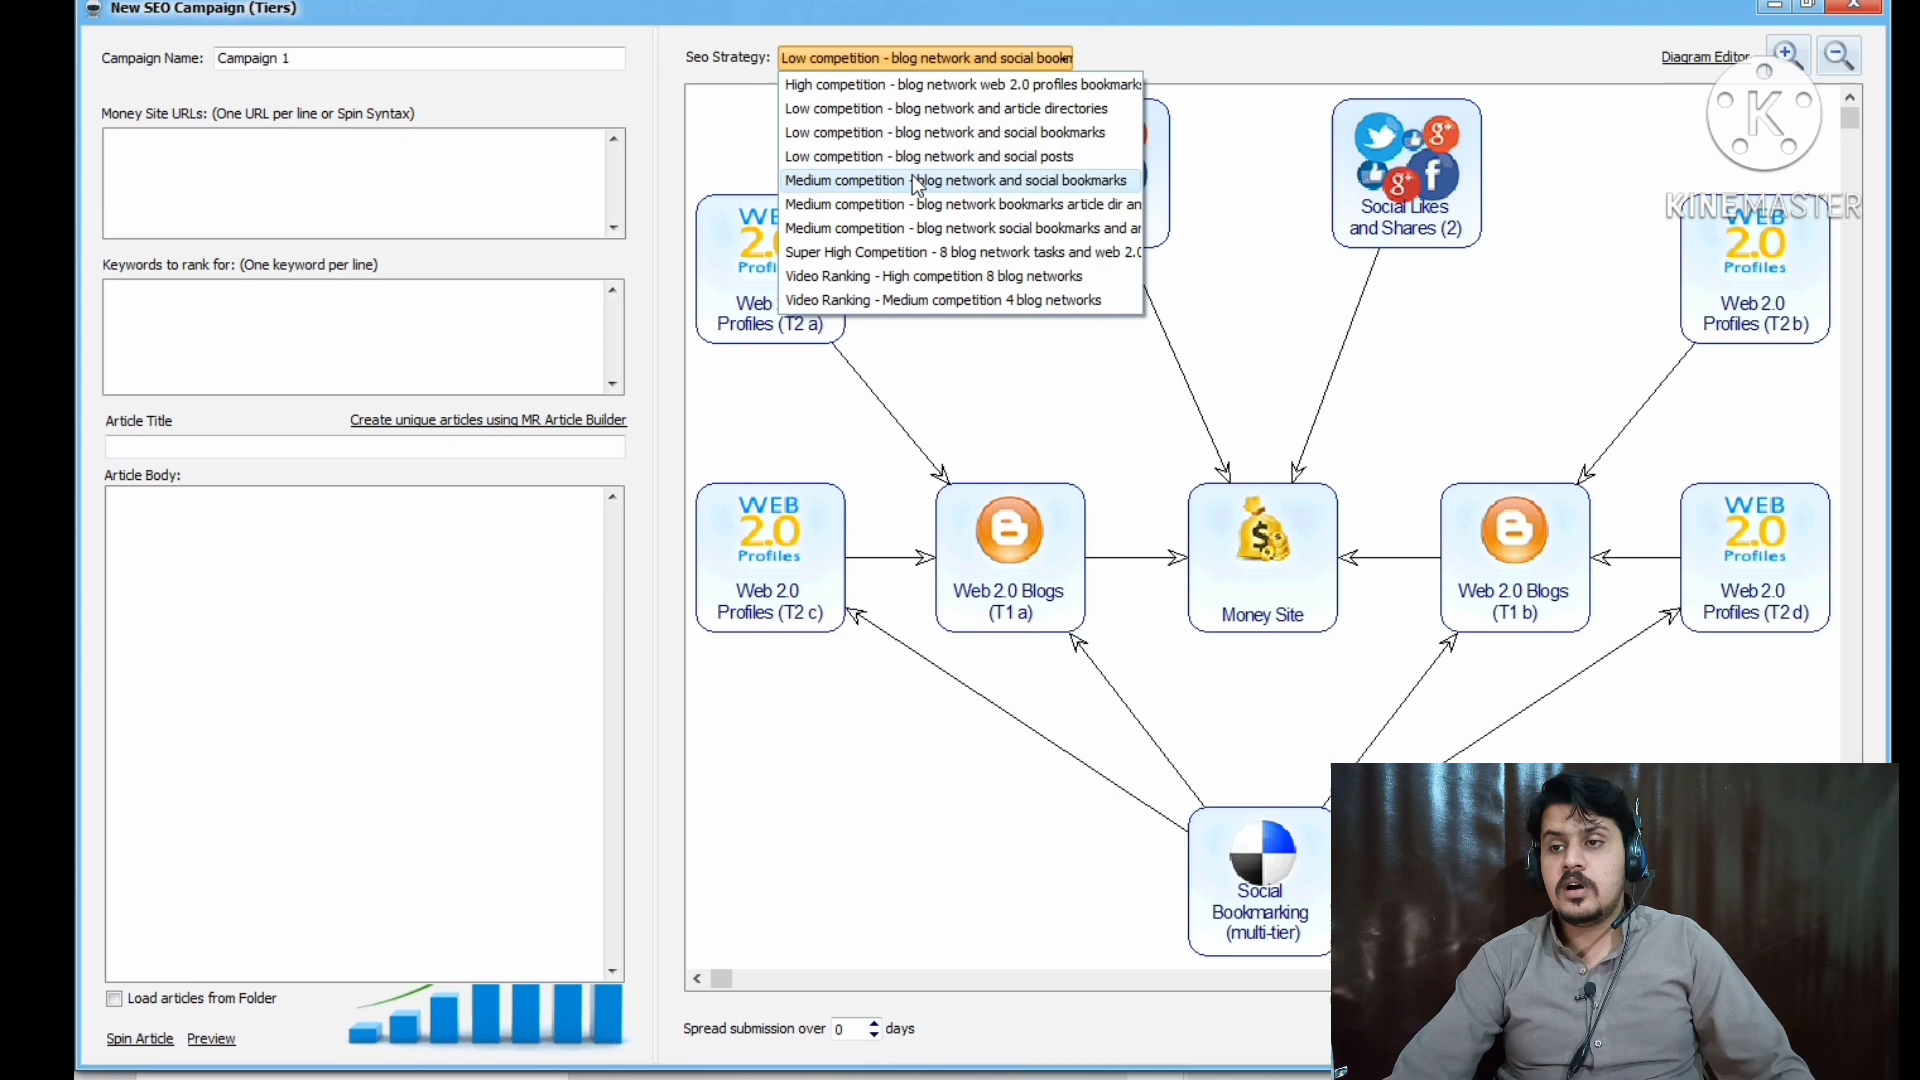 New SEO Campaign (Tiers)
Campaign Name: Campaign 1
Money Site URLs: (One URL per line or Spin Syntax)
Keywords to rank for: (One keyword per line)
Article Title
Create unique articles using MR Article Builder
Article Body:
Load articles from Folder
Spin Article Preview
Seo Strategy: Low competition - blog network and social bookm
Diagram Editor
High competition - blog network web 2.0 profiles bookmark
Low competition - blog network and article directories
Low competition - blog network and social bookmarks
Low competition - blog network and social posts
Medium competition - blog network and social bookmarks
Medium competition - blog network bookmarks article dir an
Medium competition - blog network social bookmarks and ar
Super High Competition - 8 blog network tasks and web 2.0
Video Ranking - High competition 8 blog networks
Video Ranking - Medium competition 4 blog networks
K
KINEMASTER
Social Likes
and Shares (2)
WE
2.
Profi
Web
Profiles (T2 a)
WEB
2.0
Profiles
Web 2.0
Profiles (T2 b)
WEB
2.0
Profiles
Web 2.0
Profiles (T2 c)
Web 2.0 Blogs
(T1 a)
Money Site
Web 2.0 Blogs
(T1 b)
WEB
2.0
Profiles
Web 2.0
Profiles (T2 d)
Social
Bookmarking
(multi-tier)
Spread submission over 0 days